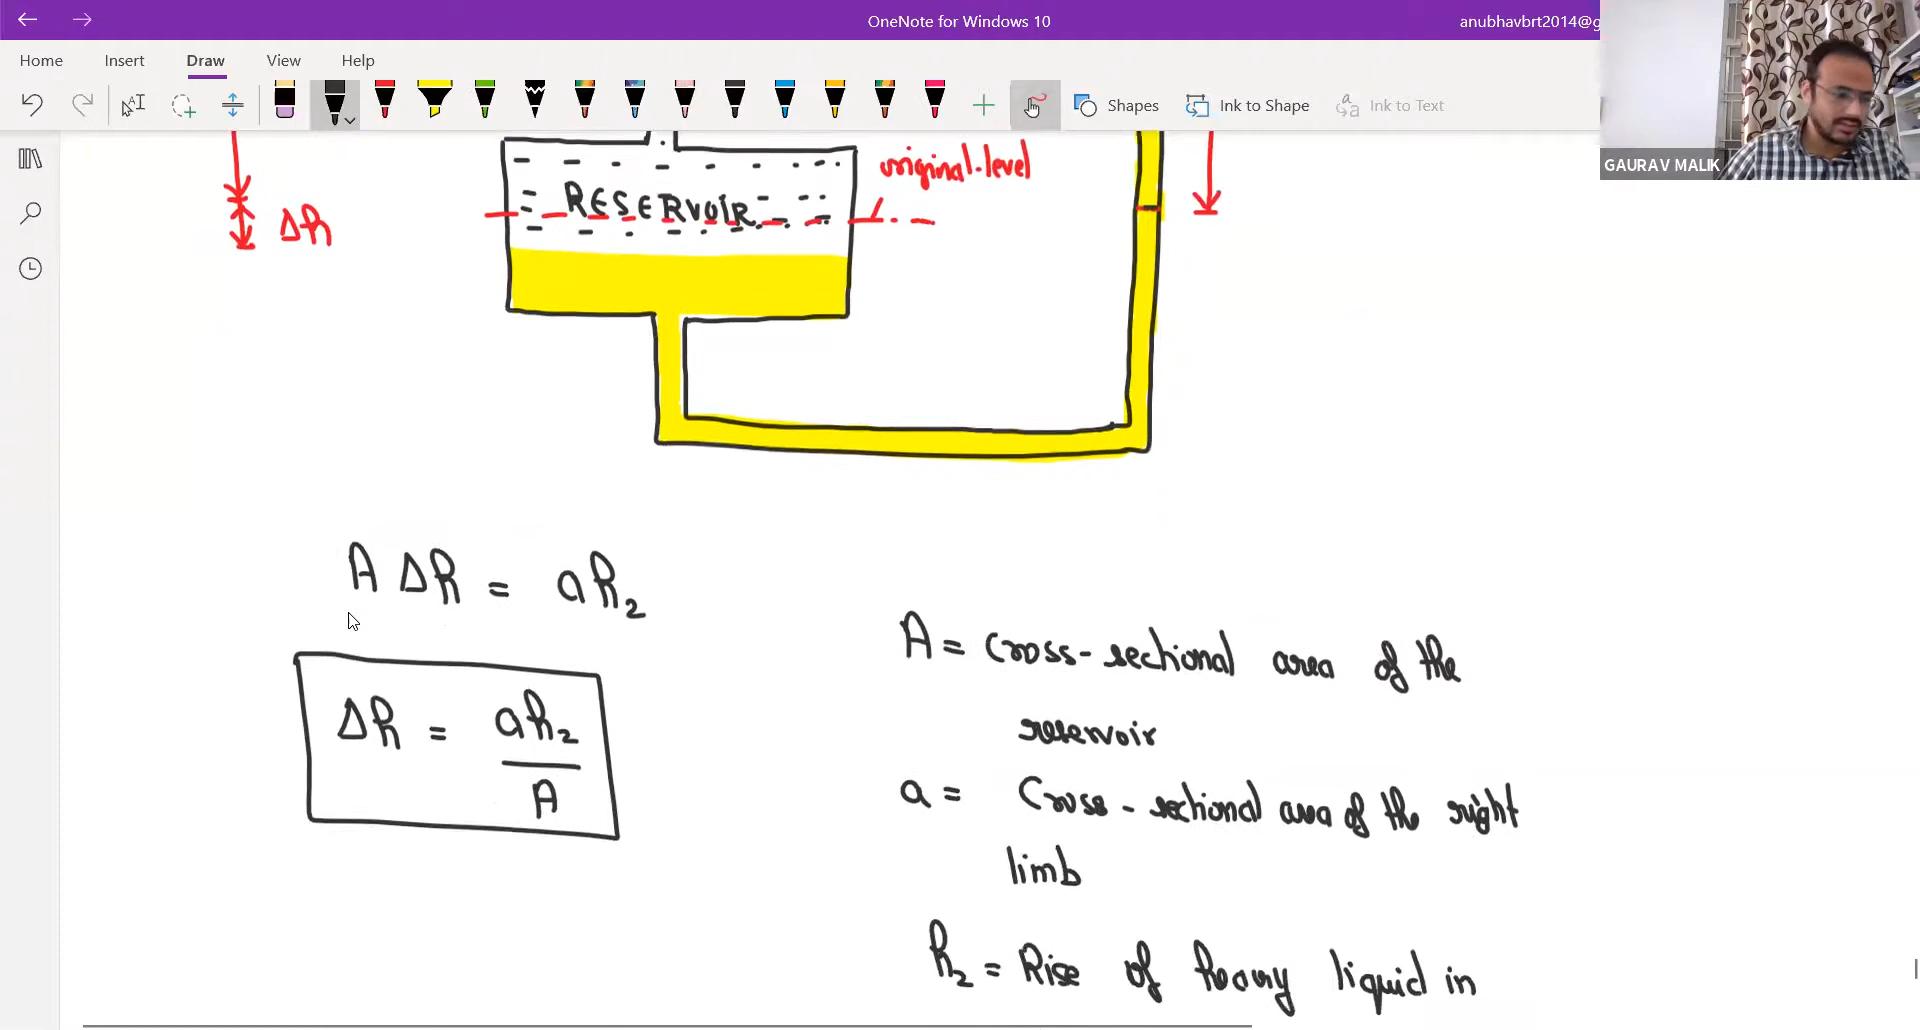 OneNote for Windows 10
anubhavbrt2014@g
Home Insert Draw View Help
Shapes Ink to Shape Ink to Text
GAURAV MALIK
original level
RESERVOIR
Δh
A Δh = ah₂
A = Cross-sectional area of the
reservoir
Δh = ah₂/A
a = Cross-sectional area of the right
limb
h₂ = Rise of heavy liquid in